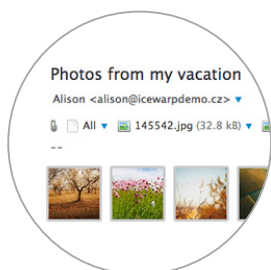 Photos from my vacation
Alison <alison@icewarpdemo.cz>
All 145542.jpg (32.8 kB)
--